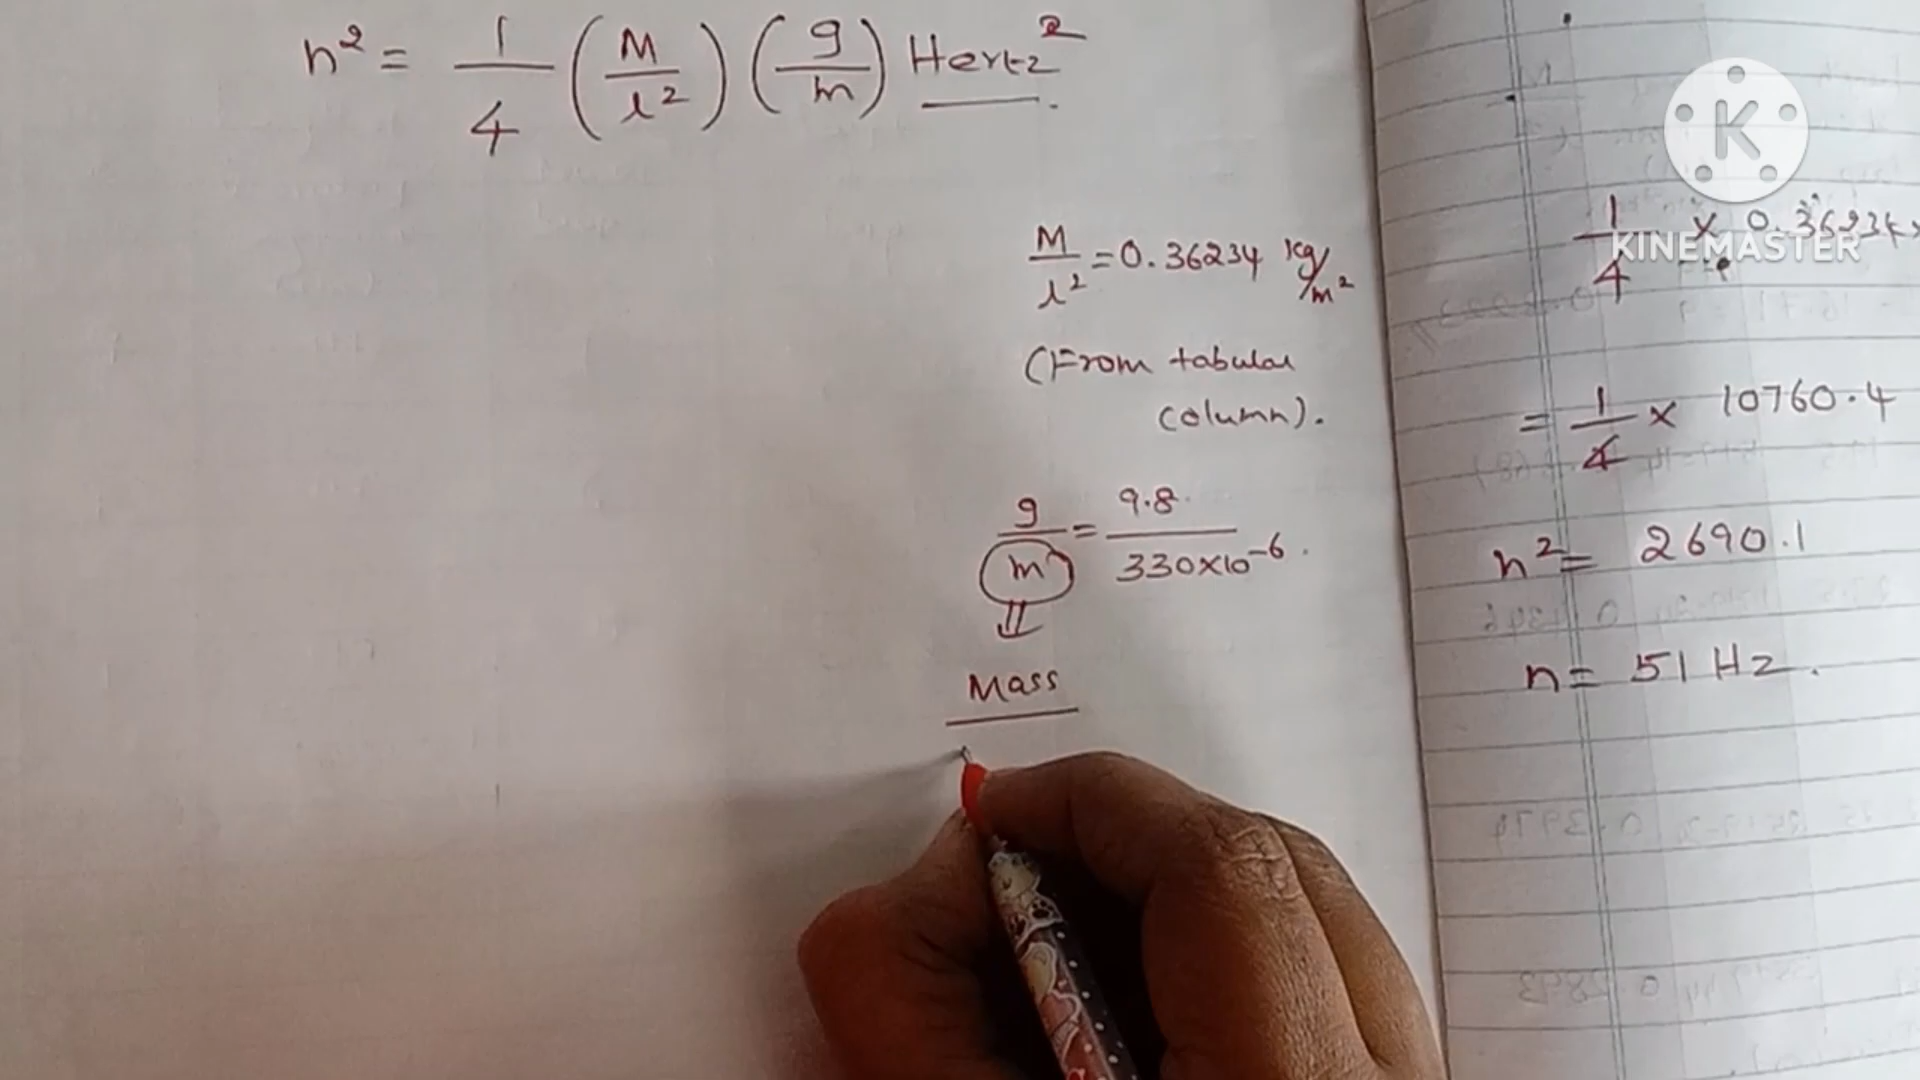 n² = 1/4 (M/l²) (g/m) Hertz²
M/l² = 0.36234 kg/m²
(From tabular
column).
g/m = 9.8/330×10⁻⁶.
Mass
K
KINEMASTER
1/4 × 0.36234×
= 1/4 × 10760.4
n² = 2690.1
n = 51 Hz.